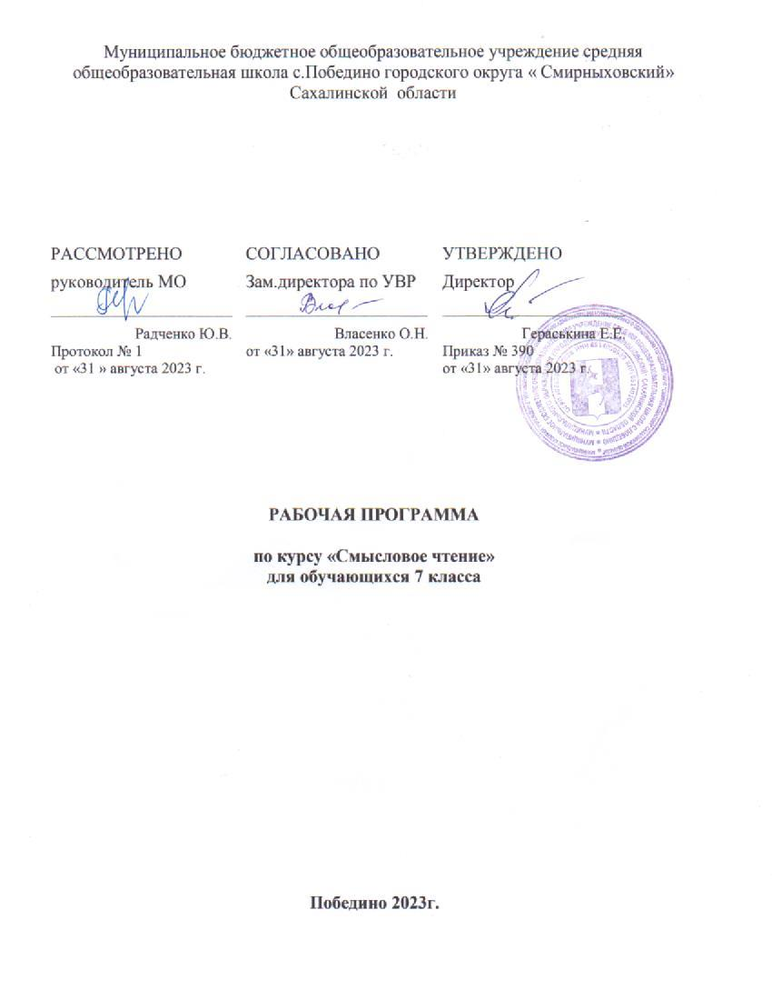 Муниципальное бюджетное общеобразовательное учреждение средняя
общеобразовательная школа с.Победино городского округа « Смирныховский»
Сахалинской области
РАССМОТРЕНО СОГЛАСОВАНО УТВЕРЖДЕНО
руководитель МО Зам.директора по УВР Директор
Радченко Ю.В. Власенко О.Н. Гераськина Е.Е.
Протокол № 1 от «31» августа 2023 г. Приказ № 390
от «31 » августа 2023 г. от «31» августа 2023 г.
РАБОЧАЯ ПРОГРАММА
по курсу «Смысловое чтение»
для обучающихся 7 класса
Победино 2023г.